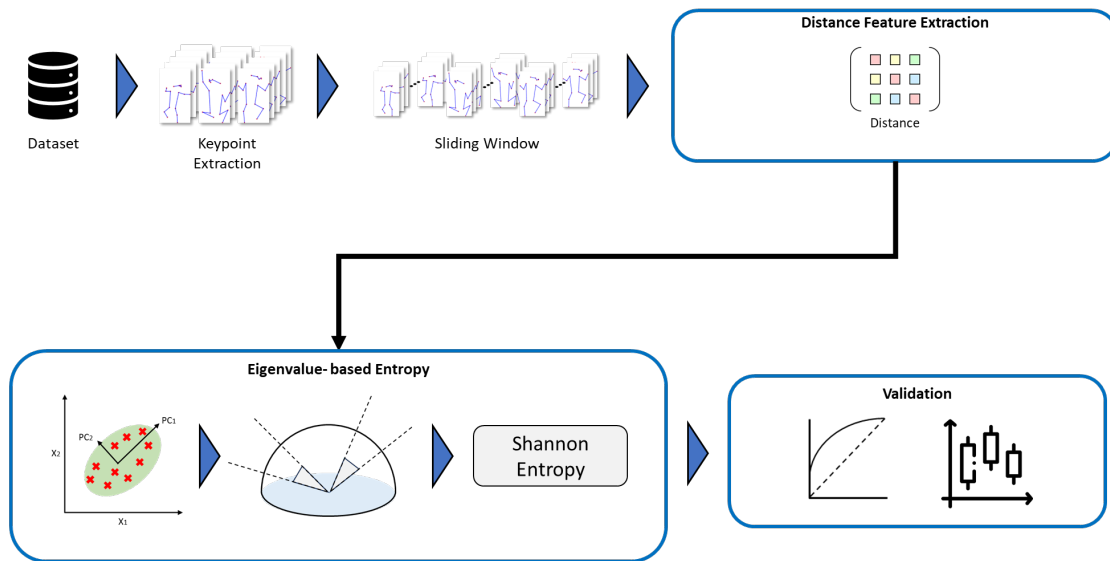 Distance Feature Extraction
Distance
Dataset
Keypoint
Extraction
Sliding Window
Eigenvalue- based Entropy
PC1
PC2
X2
X1
Shannon
Entropy
Validation